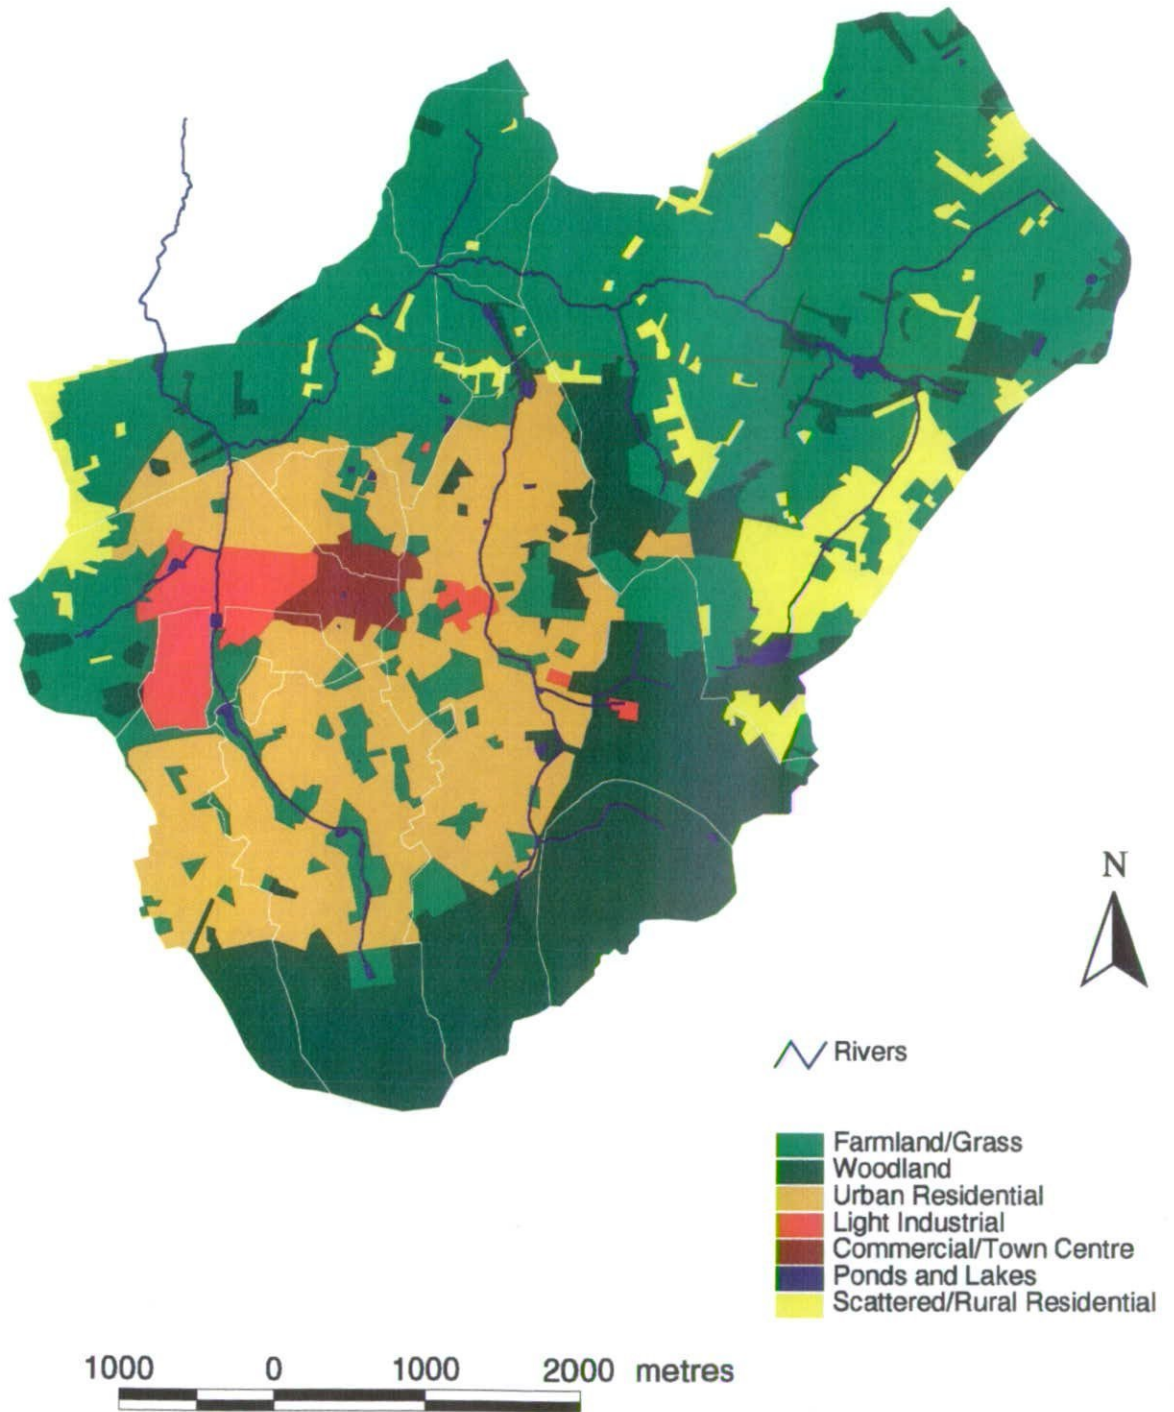 N
Rivers
Farmland/Grass
Woodland
Urban Residential
Light Industrial
Commercial/Town Centre
Ponds and Lakes
Scattered/Rural Residential
1000 0 1000 2000 metres